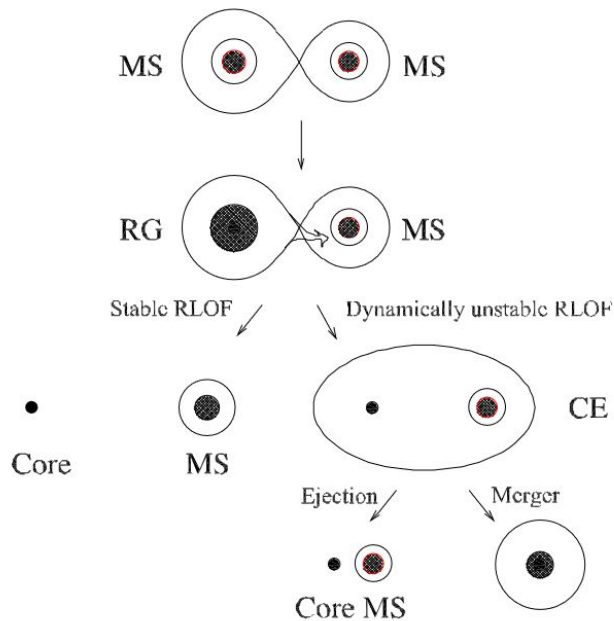 MS MS
RG MS
Stable RLOF Dynamically unstable RLOF
CE
Core MS
Ejection Merger
Core MS